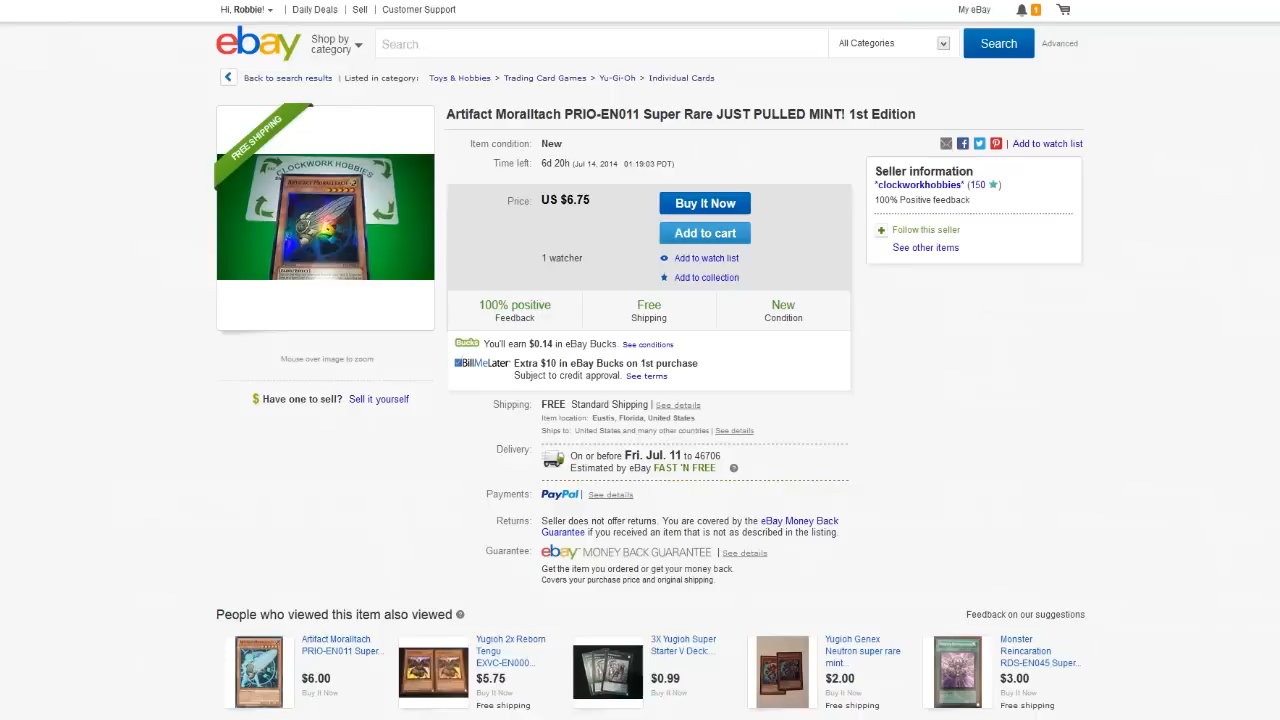 Hi, Robbie! | Daily Deals | Sell | Customer Support My eBay 1
ebay Shop by category Search... All Categories Search Advanced
Back to search results | Listed in category: Toys & Hobbies > Trading Card Games > Yu-Gi-Oh > Individual Cards
FREE SHIPPING
CLOCKWORK HOBBIES
ARTIFACT MORALLTACH
Mouse over image to zoom
$ Have one to sell? Sell it yourself
Artifact Moralltach PRIO-EN011 Super Rare JUST PULLED MINT! 1st Edition
Item condition: New
Time left: 6d 20h (Jul 14, 2014 01:19:03 PDT)
Price: US $6.75
Buy It Now
Add to cart
1 watcher
Add to watch list
Add to collection
100% positive Feedback
Free Shipping
New Condition
Bucks You'll earn $0.14 in eBay Bucks. See conditions
BillMeLater Extra $10 in eBay Bucks on 1st purchase
Subject to credit approval. See terms
Shipping: FREE Standard Shipping | See details
Item location: Eustis, Florida, United States
Ships to: United States and many other countries | See details
Delivery: On or before Fri. Jul. 11 to 46706
Estimated by eBay FAST 'N FREE
Payments: PayPal | See details
Returns: Seller does not offer returns. You are covered by the eBay Money Back
Guarantee if you received an item that is not as described in the listing.
Guarantee: ebay MONEY BACK GUARANTEE | See details
Get the item you ordered or get your money back.
Covers your purchase price and original shipping.
| Add to watch list
Seller information
*clockworkhobbies* (150)
100% Positive feedback
Follow this seller
See other items
People who viewed this item also viewed
Feedback on our suggestions
Artifact Moralltach
PRIO-EN011 Super...
$6.00
Buy It Now
Yugioh 2x Reborn
Tengu
EXVC-EN000...
$5.75
Buy It Now
Free shipping
3X Yugioh Super
Starter V Deck:...
$0.99
Buy It Now
Yugioh Genex
Neutron super rare
mint...
$2.00
Buy It Now
Free shipping
Monster
Reincaration
RDS-EN045 Super...
$3.00
Buy It Now
Free shipping